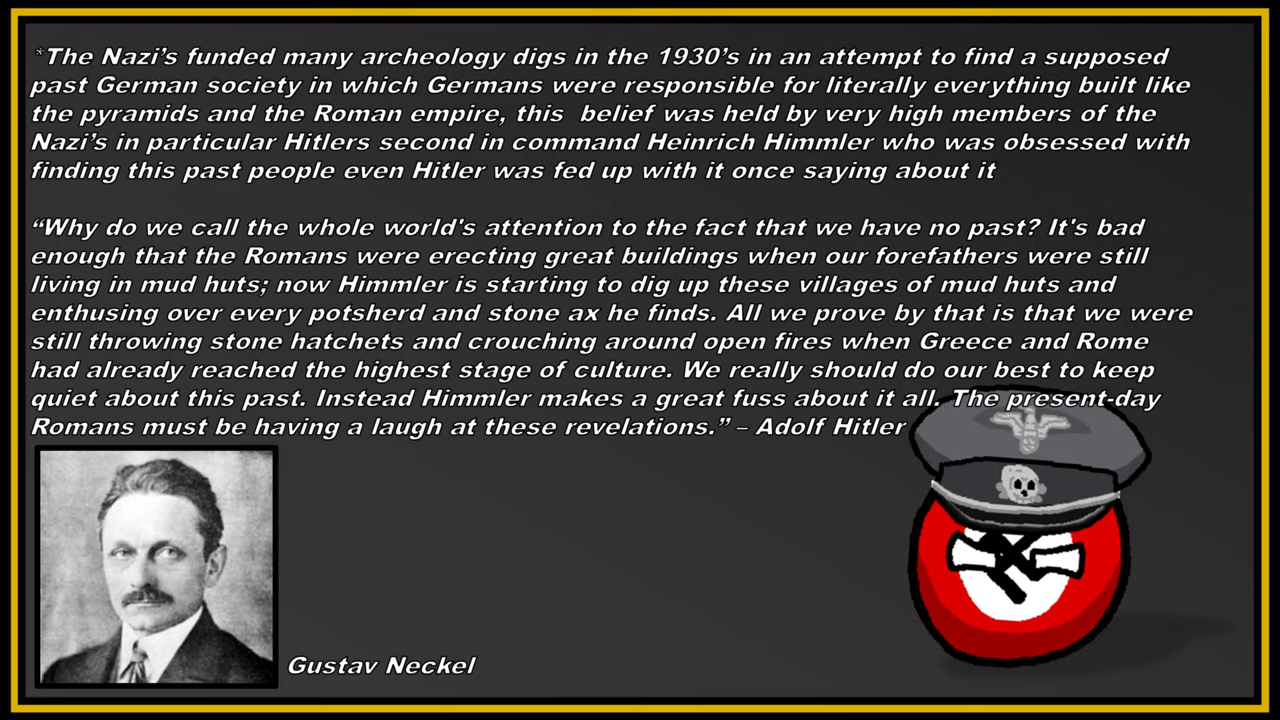 *The Nazi’s funded many archeology digs in the 1930’s in an attempt to find a supposed
past German society in which Germans were responsible for literally everything built like
the pyramids and the Roman empire, this  belief was held by very high members of the
Nazi’s in particular Hitlers second in command Heinrich Himmler who was obsessed with
finding this past people even Hitler was fed up with it once saying about it
“Why do we call the whole world's attention to the fact that we have no past? It's bad
enough that the Romans were erecting great buildings when our forefathers were still
living in mud huts; now Himmler is starting to dig up these villages of mud huts and
enthusing over every potsherd and stone ax he finds. All we prove by that is that we were
still throwing stone hatchets and crouching around open fires when Greece and Rome
had already reached the highest stage of culture. We really should do our best to keep
quiet about this past. Instead Himmler makes a great fuss about it all. The present-day
Romans must be having a laugh at these revelations.” – Adolf Hitler
Gustav Neckel